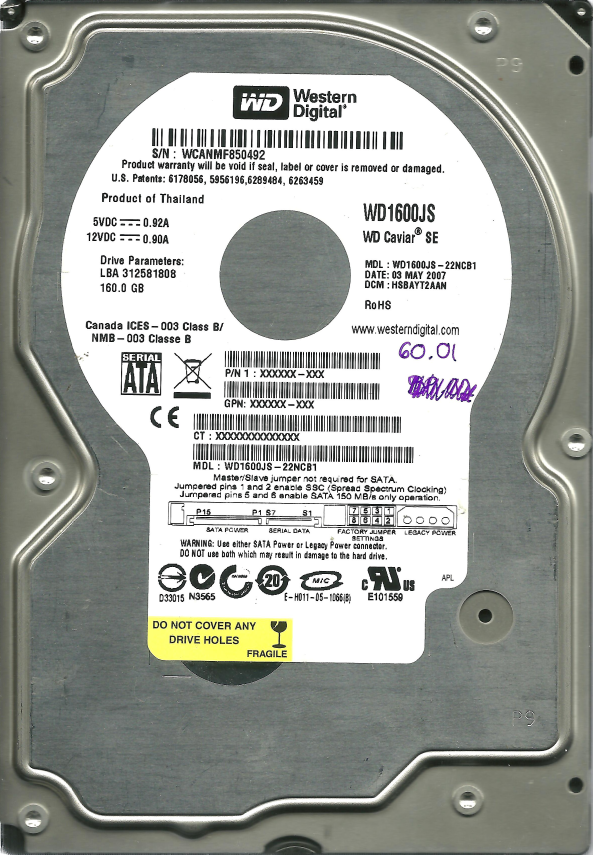 P9
WD Western
Digital®
S/N : WCANMF850492
Product warranty will be void if seal, label or cover is removed or damaged.
U.S. Patents: 6178056, 5956196,6289484, 6263459
Product of Thailand
5VDC 0.92A
12VDC 0.90A
Drive Parameters:
LBA 312581808
160.0 GB
WD1600JS
WD Caviar® SE
MDL : WD1600JS-22NCB1
DATE: 03 MAY 2007
DCM : HSBAYT2AAN
RoHS
Canada ICES-003 Class B/
NMB-003 Classe B
www.westerndigital.com
60.01
SERIAL
ATA
P/N 1 : XXXXXX-XXX
GPN: XXXXXX-XXX
CE
CT : XXXXXXXXXXXXXX
MDL : WD1600JS-22NCB1
Master/Slave jumper not required for SATA.
Jumpered pins 1 and 2 enable SSC (Spread Spectrum Clocking)
Jumpered pins 5 and 6 enable SATA 150 MB/s only operation.
P15 P1 S7 S1
7 5 3 1
8 6 4 2
SATA POWER SERIAL DATA FACTORY JUMPER SETTINGS LEGACY POWER
WARNING: Use either SATA Power or Legacy Power connector.
DO NOT use both which may result in damage to the hard drive.
20 MIC c US
APL
D33015 N3565 E-H011-05-1066(B) E101559
DO NOT COVER ANY
DRIVE HOLES
FRAGILE
P9